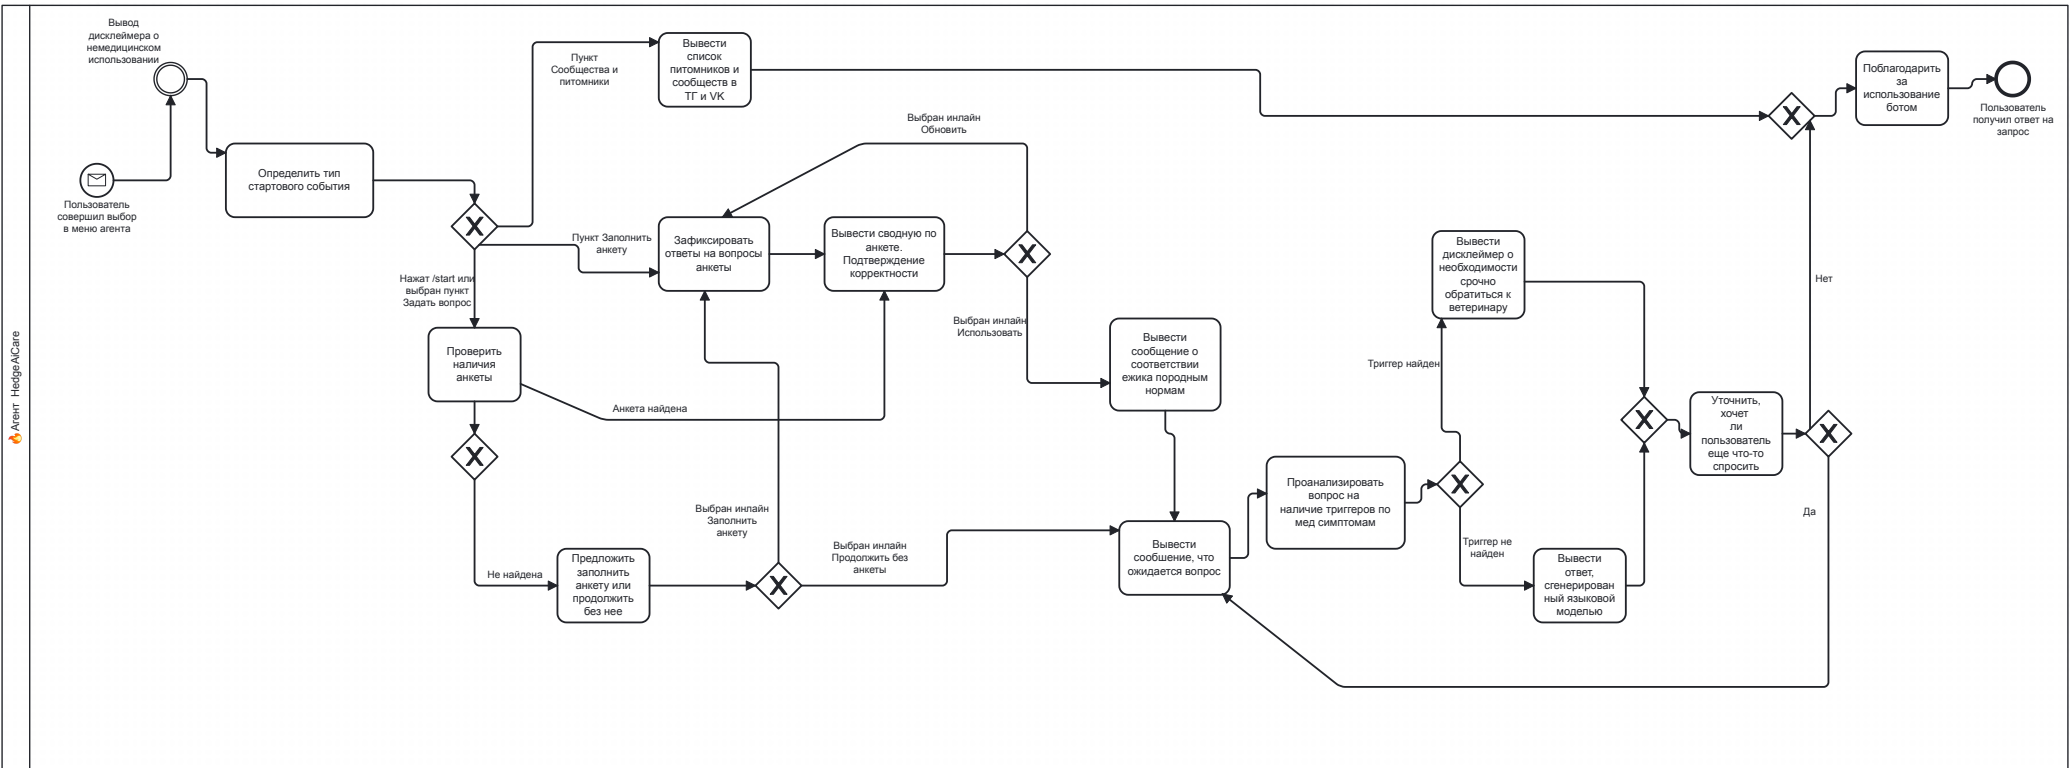 Агент HedgeAiCare
Вывод
дисклеймера о
немедицинском
использовании
Пользователь
совершил выбор
в меню агента
Определить тип
стартового события
Пункт
Сообщества и
питомники
Вывести
список
питомников и
сообществ в
ТГ и VK
Пункт Заполнить
анкету
Нажат /start или
выбран пункт
Задать вопрос
Проверить
наличия
анкеты
Анкета найдена
Не найдена
Предложить
заполнить
анкету или
продолжить
без нее
Выбран инлайн
Заполнить
анкету
Выбран инлайн
Продолжить без
анкеты
Зафиксировать
ответы на вопросы
анкеты
Вывести сводную по
анкете.
Подтверждение
корректности
Выбран инлайн
Обновить
Выбран инлайн
Использовать
Вывести
сообщение о
соответствии
ежика породным
нормам
Вывести
сообшение, что
ожидается вопрос
Проанализировать
вопрос на
наличие триггеров по
мед симптомам
Триггер найден
Вывести
дисклеймер о
необходимости
срочно
обратиться к
ветеринару
Триггер не
найден
Вывести
ответ,
сгенерирован
ный языковой
моделью
Уточнить,
хочет
ли
пользователь
еще что-то
спросить
Нет
Да
Поблагодарить
за
использование
ботом
Пользователь
получил ответ на
запрос